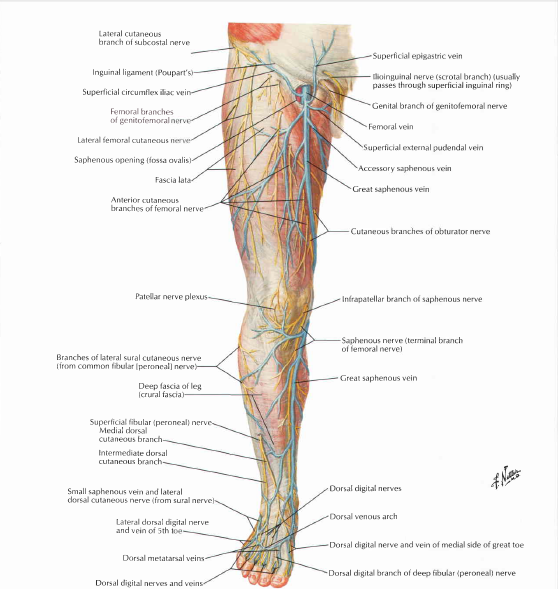 Lateral cutaneous
branch of subcostal nerve
Inguinal ligament (Poupart's)
Superficial circumflex iliac vein
Femoral branches
of genitofemoral nerve
Lateral femoral cutaneous nerve
Saphenous opening (fossa ovalis)
Fascia lata
Anterior cutaneous
branches of femoral nerve
Patellar nerve plexus
Branches of lateral sural cutaneous nerve
(from common fibular [peroneal] nerve)
Deep fascia of leg
(crural fascia)
Superficial fibular (peroneal) nerve
Medial dorsal
cutaneous branch
Intermediate dorsal
cutaneous branch
Small saphenous vein and lateral
dorsal cutaneous nerve (from sural nerve)
Lateral dorsal digital nerve
and vein of 5th toe
Dorsal metatarsal veins
Dorsal digital nerves and veins
Superficial epigastric vein
Ilioinguinal nerve (scrotal branch) (usually
passes through superficial inguinal ring)
Genital branch of genitofemoral nerve
Femoral vein
Superficial external pudendal vein
Accessory saphenous vein
Great saphenous vein
Cutaneous branches of obturator nerve
Infrapatellar branch of saphenous nerve
Saphenous nerve (terminal branch
of femoral nerve)
Great saphenous vein
Dorsal digital nerves
Dorsal venous arch
Dorsal digital nerve and vein of medial side of great toe
Dorsal digital branch of deep fibular (peroneal) nerve
F. Netter
M.D.